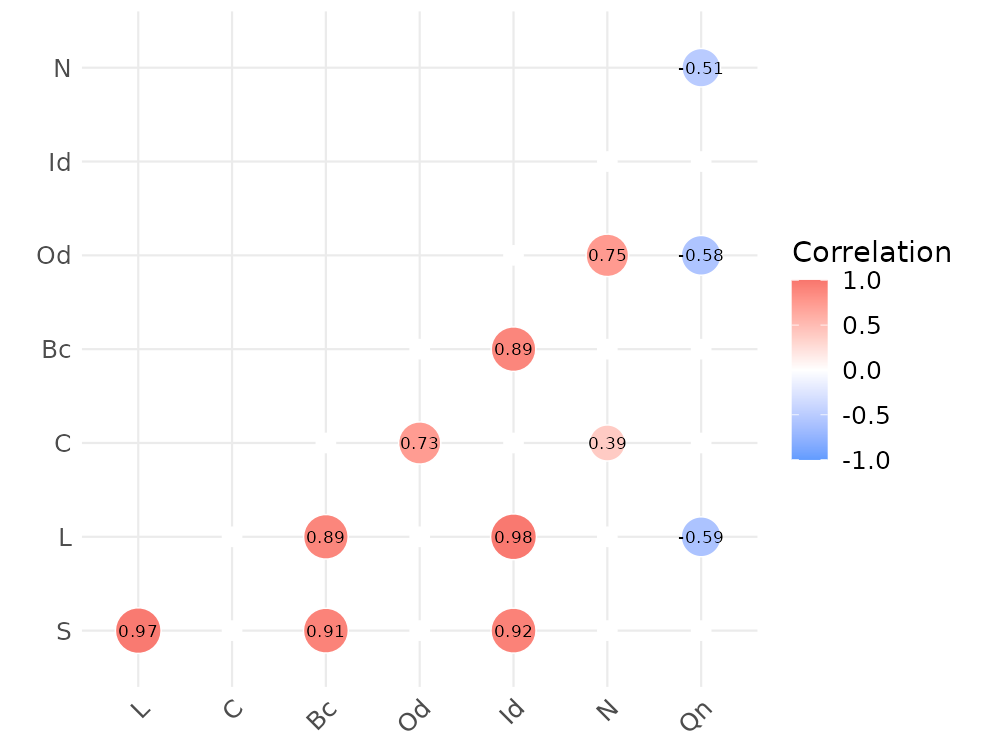 N -0.51
Id
Od 0.75 -0.58
Bc 0.89
C 0.73 0.39
L 0.89 0.98 -0.59
S 0.97 0.91 0.92
L C Bc Od Id N Qn
Correlation
1.0
0.5
0.0
-0.5
-1.0